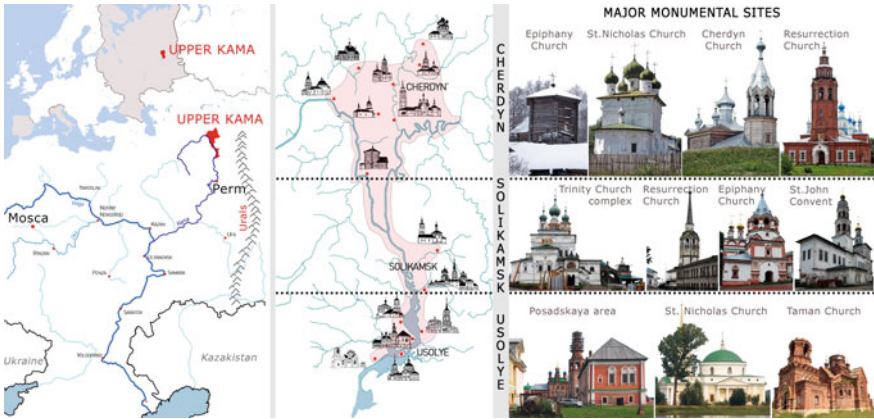 UPPER KAMA
UPPER KAMA
Perm
Mosca
Urals
KAZAN
SAMARA
Ukraine
Kazakistan
CHERDYN'
SOLIKAMSK
USOLYE
CHERDYN
SOLIKAMSK
USOLYE
MAJOR MONUMENTAL SITES
Epiphany
Church
St.Nicholas Church
Cherdyn
Church
Resurrection
Church
Trinity Church
complex
Resurrection
Church
Epiphany
Church
St.John
Convent
Posadskaya area
St. Nicholas Church
Taman Church